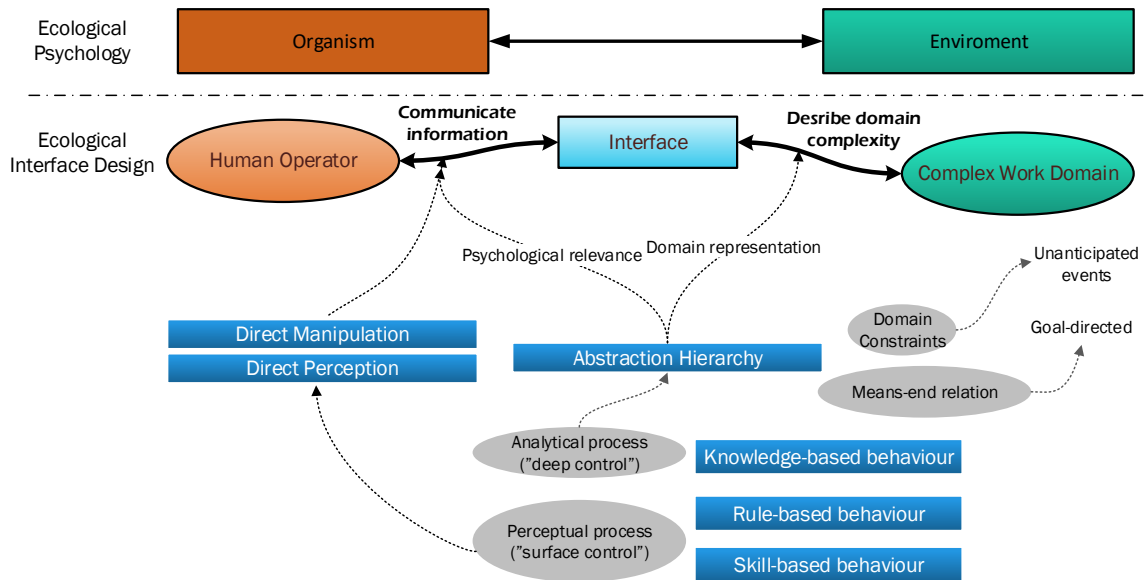 Ecological
Psychology
Organism
Enviroment
Ecological
Interface Design
Human Operator
Communicate
information
Interface
Desribe domain
complexity
Complex Work Domain
Psychological relevance
Domain representation
Unanticipated
events
Direct Manipulation
Direct Perception
Abstraction Hierarchy
Domain
Constraints
Goal-directed
Means-end relation
Analytical process
("deep control")
Knowledge-based behaviour
Perceptual process
(”surface control”)
Rule-based behaviour
Skill-based behaviour